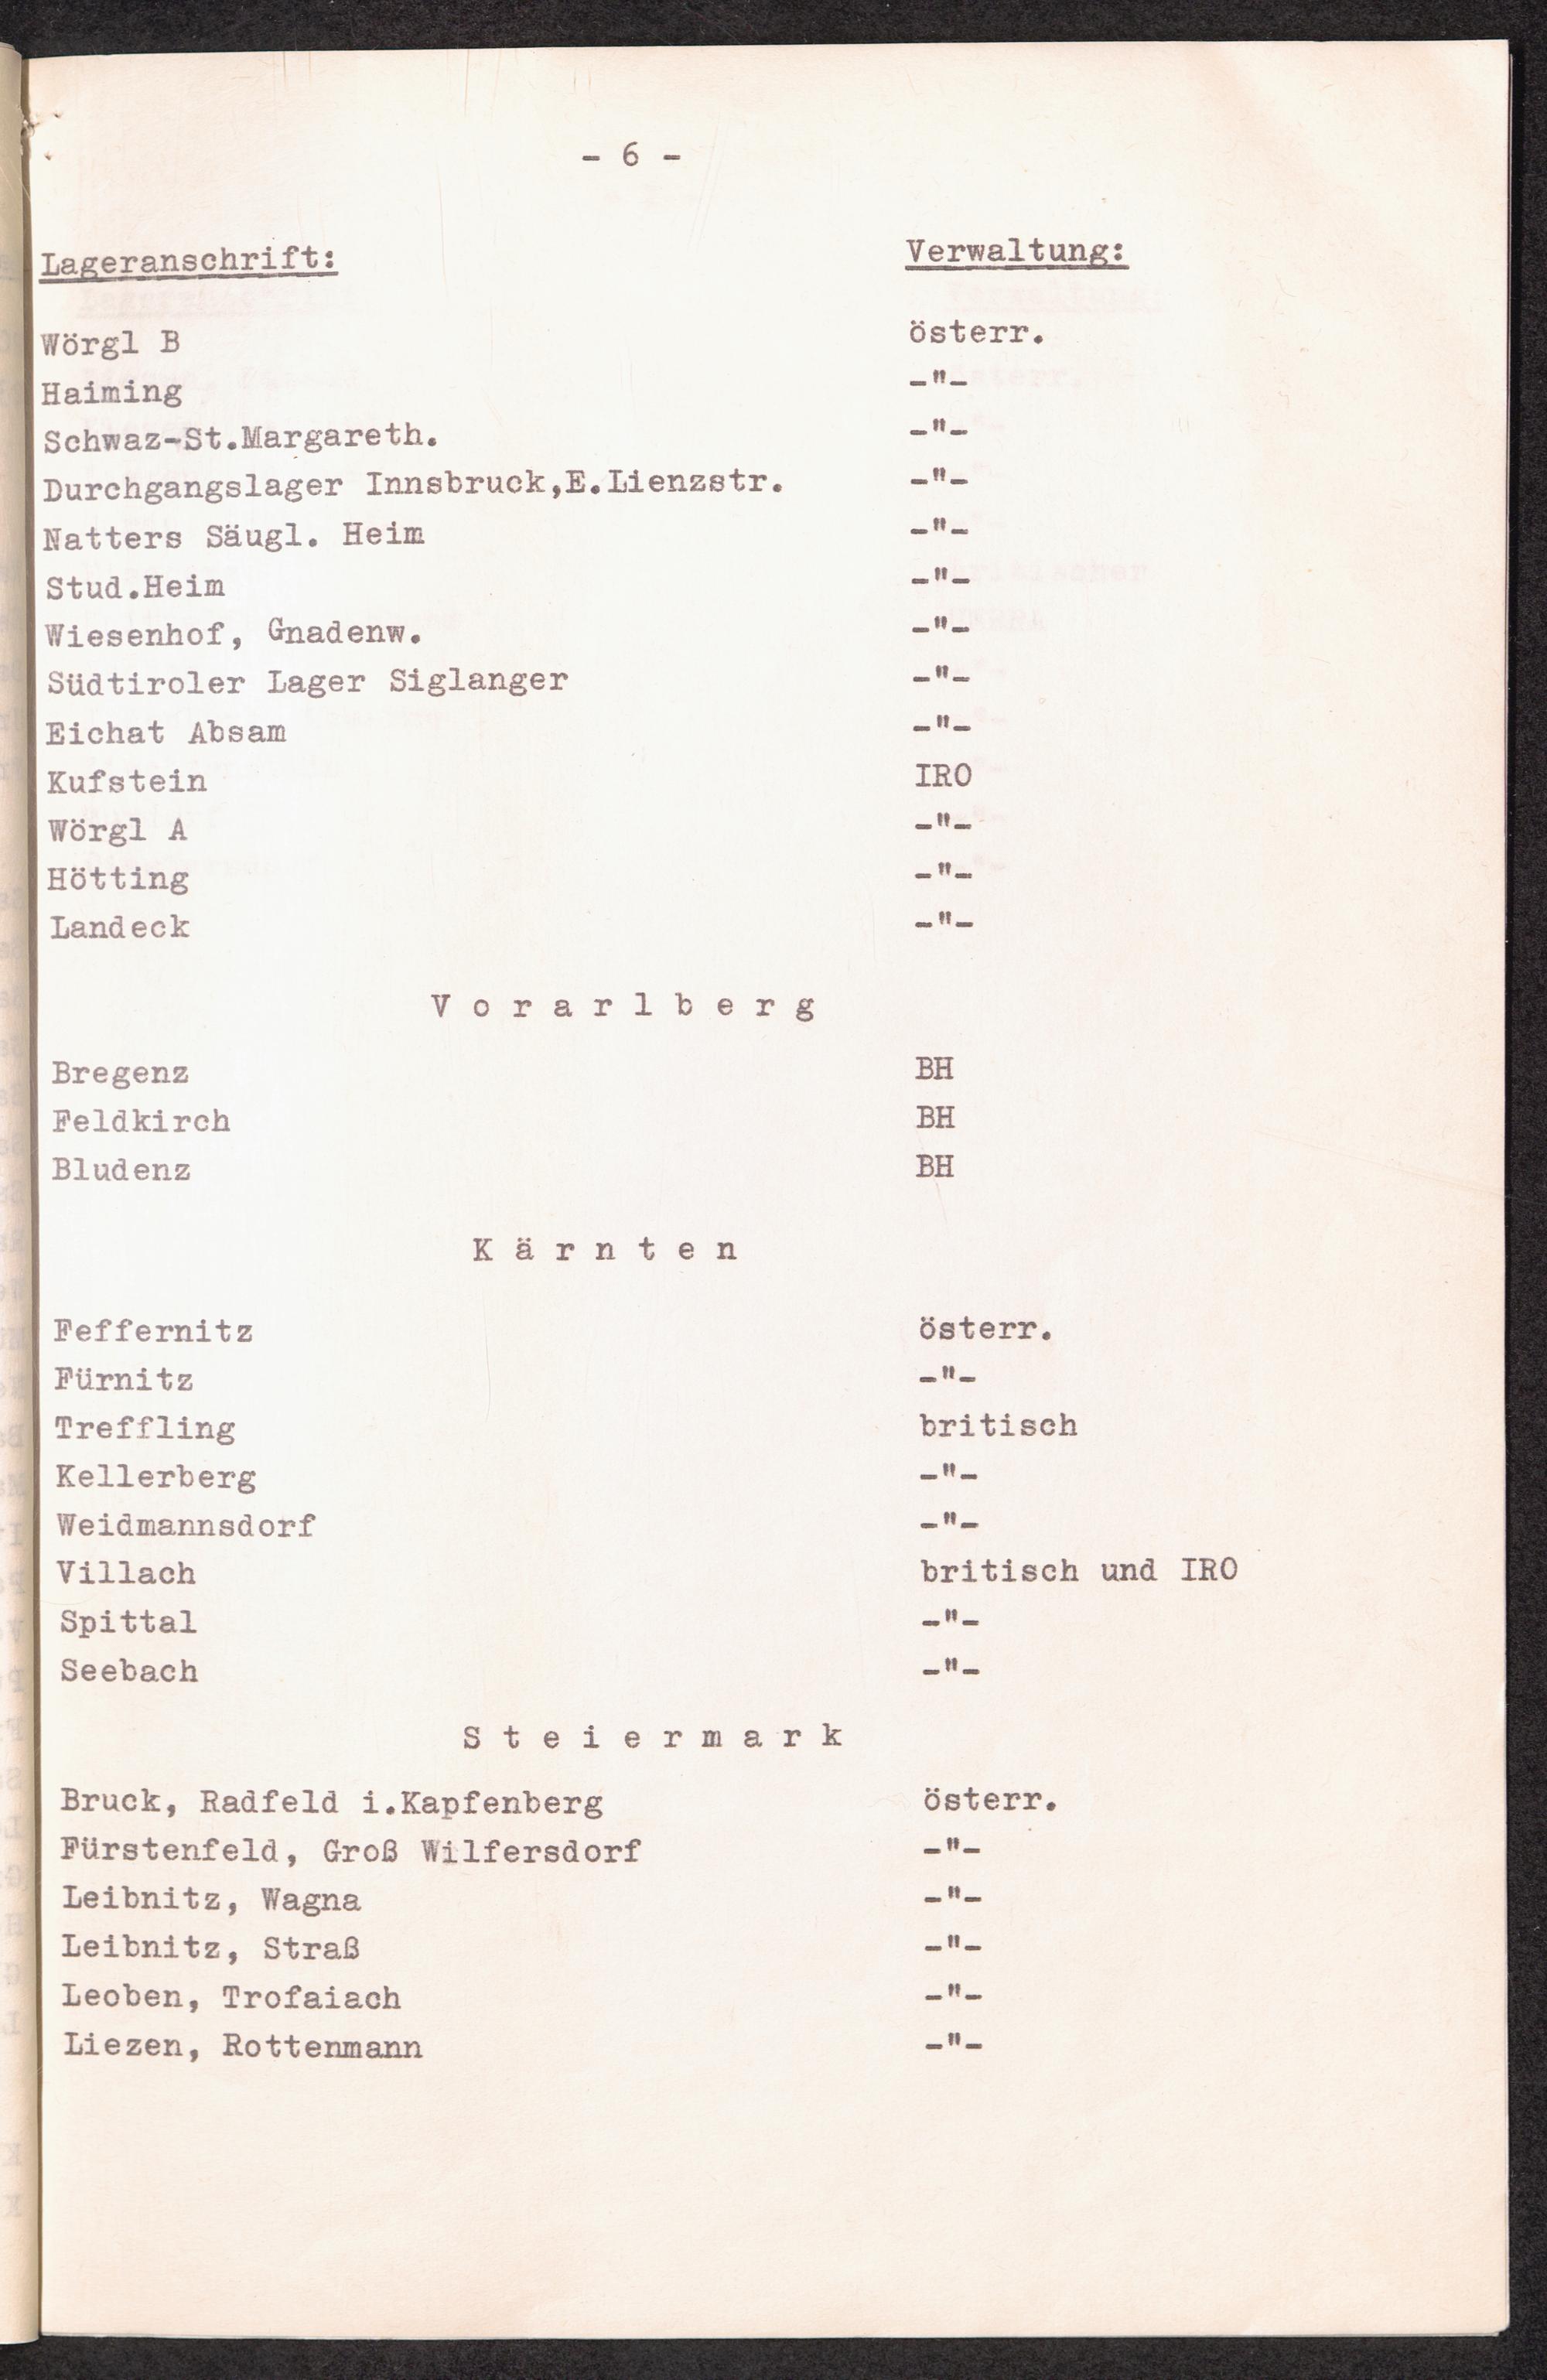 - 6 -
Lageranschrift: Verwaltung:
Wörgl B österr.
Haiming -"-
Schwaz-St.Margareth. -"-
Durchgangslager Innsbruck,E.Lienzstr. -"-
Natters Säugl. Heim -"-
Stud.Heim -"-
Wiesenhof, Gnadenw. -"-
Südtiroler Lager Siglanger -"-
Eichat Absam -"-
Kufstein IRO
Wörgl A -"-
Hötting -"-
Landeck -"-
V o r a r l b e r g
Bregenz BH
Feldkirch BH
Bludenz BH
K ä r n t e n
Feffernitz österr.
Fürnitz -"-
Treffling britisch
Kellerberg -"-
Weidmannsdorf -"-
Villach britisch und IRO
Spittal -"-
Seebach -"-
S t e i e r m a r k
Bruck, Radfeld i.Kapfenberg österr.
Fürstenfeld, Groß Wilfersdorf -"-
Leibnitz, Wagna -"-
Leibnitz, Straß -"-
Leoben, Trofaiach -"-
Liezen, Rottenmann -"-